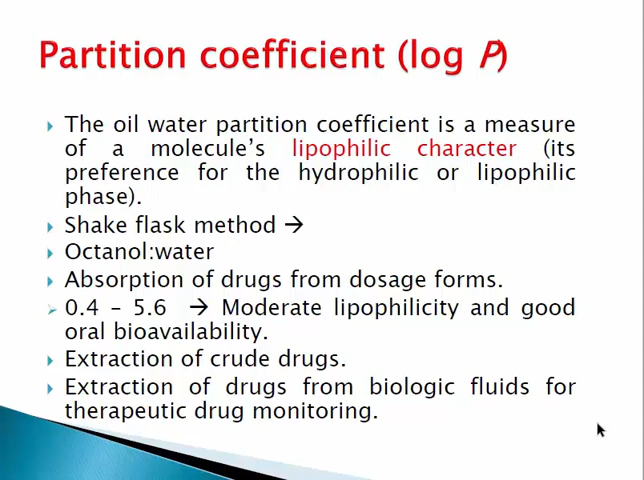 Partition coefficient (log P)
The oil water partition coefficient is a measure
of a molecule's lipophilic character (its
preference for the hydrophilic or lipophilic
phase).
Shake flask method →
Octanol:water
Absorption of drugs from dosage forms.
0.4 – 5.6 → Moderate lipophilicity and good
oral bioavailability.
Extraction of crude drugs.
Extraction of drugs from biologic fluids for
therapeutic drug monitoring.